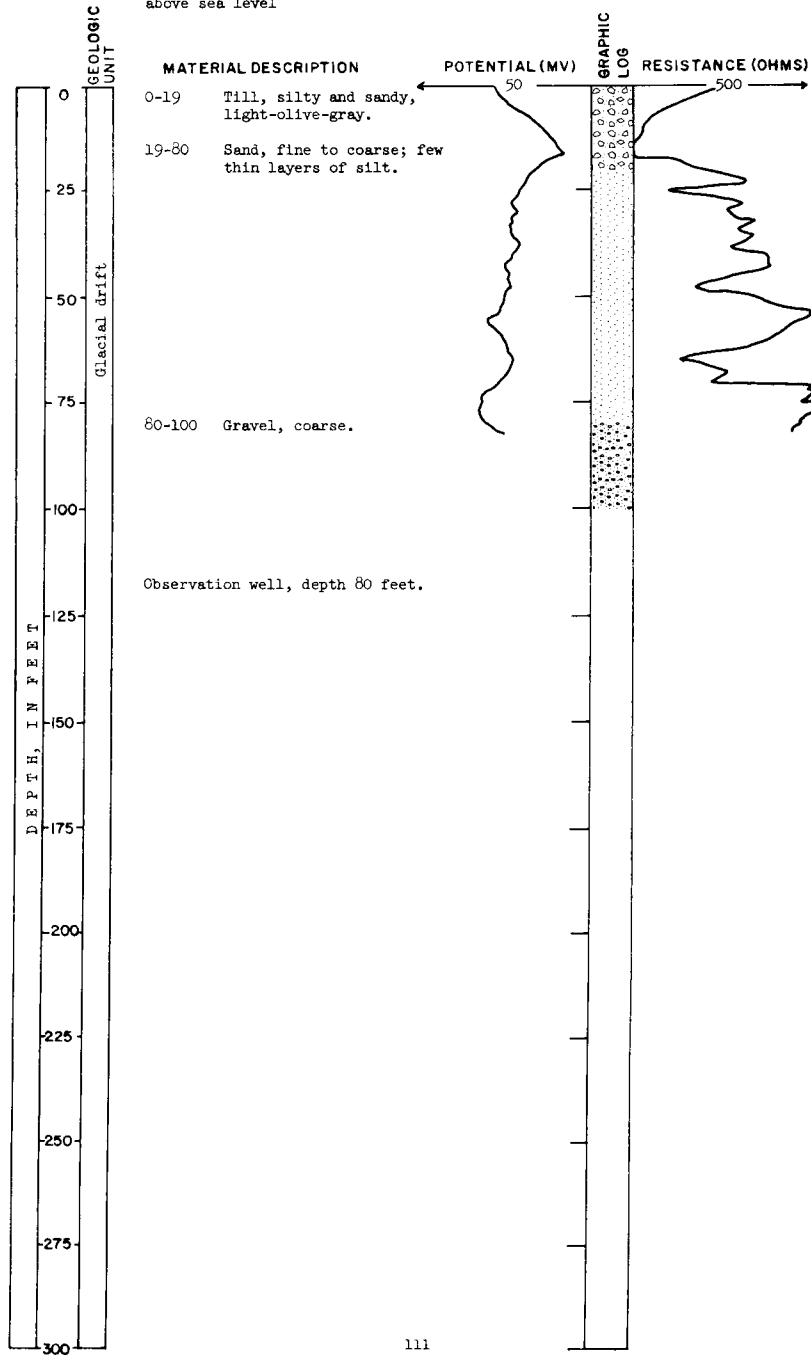 above sea level
GEOLOGIC
UNIT
MATERIAL DESCRIPTION
POTENTIAL (MV)
GRAPHIC
LOG
RESISTANCE (OHMS)
50
500
0
0-19 Till, silty and sandy,
light-olive-gray.
19-80 Sand, fine to coarse; few
thin layers of silt.
25
50
Glacial drift
75
80-100 Gravel, coarse.
100
Observation well, depth 80 feet.
125
DEPTH, IN FEET
150
175
200
225
250
275
300
111